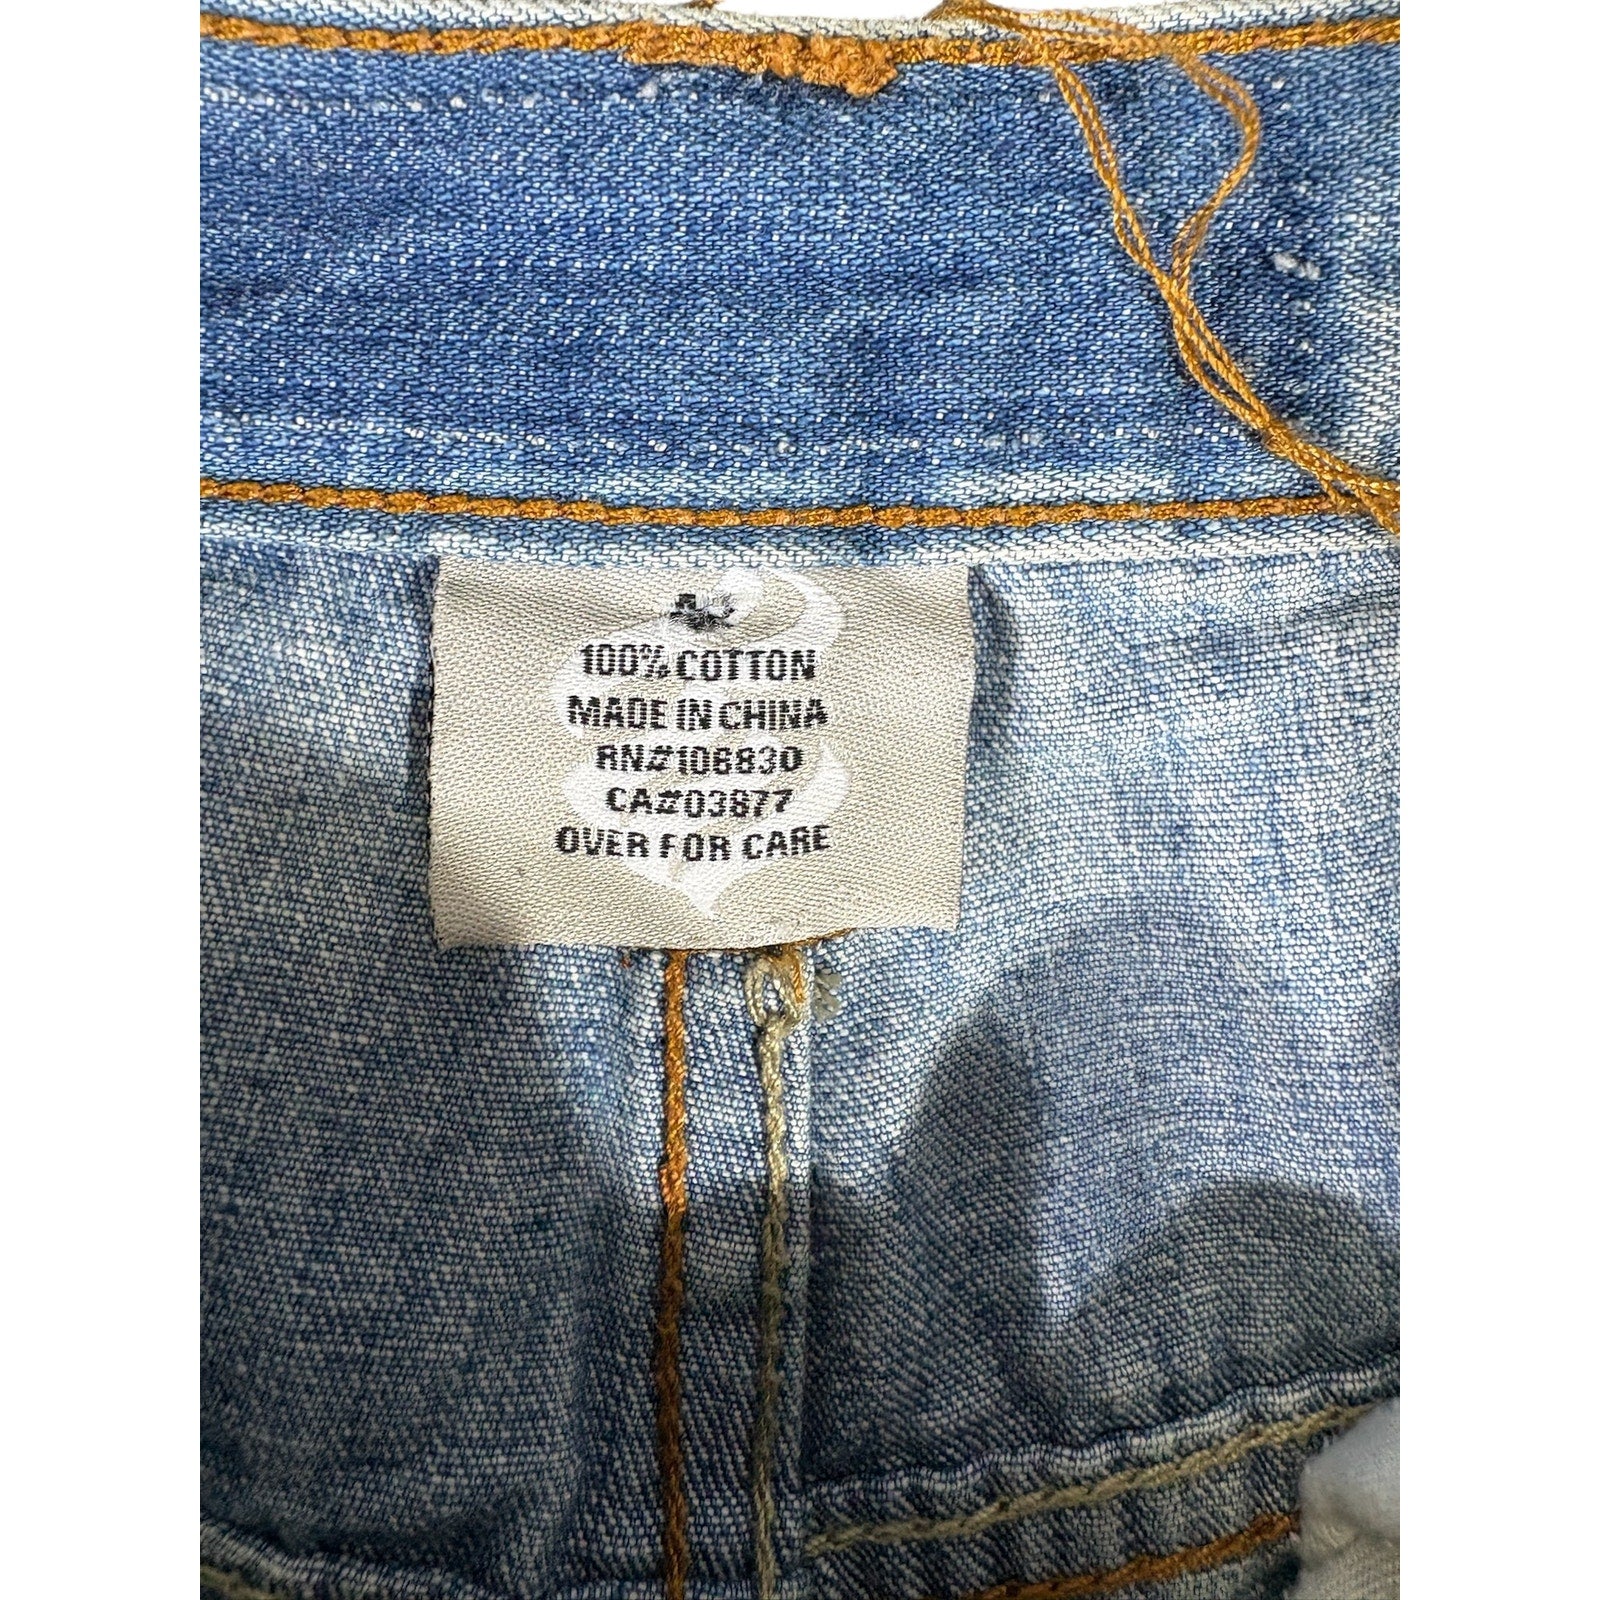 100% COTTON
MADE IN CHINA
RN#106830
CA#03877
OVER FOR CARE